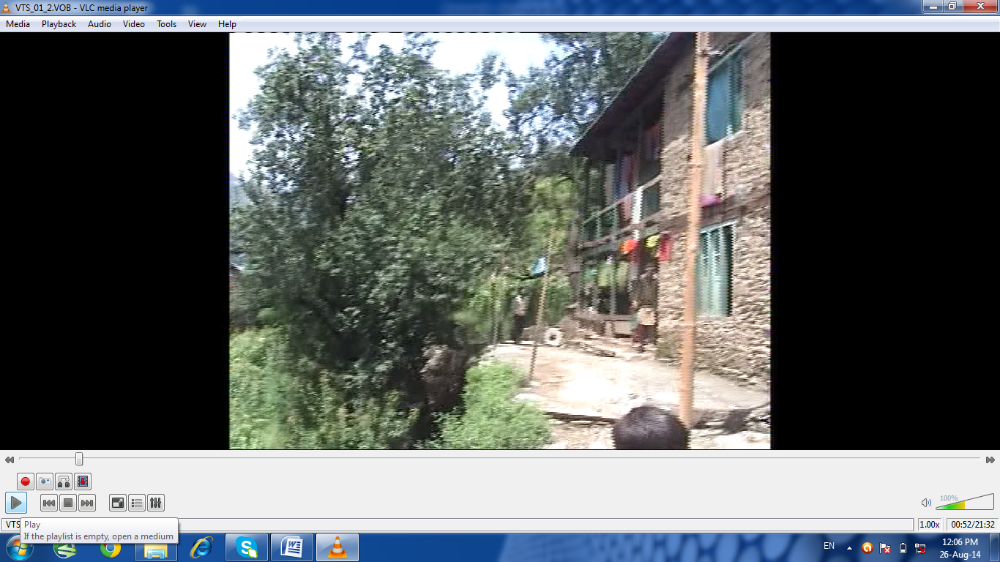 VTS_01_2.VOB - VLC media player
Media Playback Audio Video Tools View Help
100%
VTS
1.00x 00:52/21:32
Play
If the playlist is empty, open a medium
EN
12:06 PM
26-Aug-14